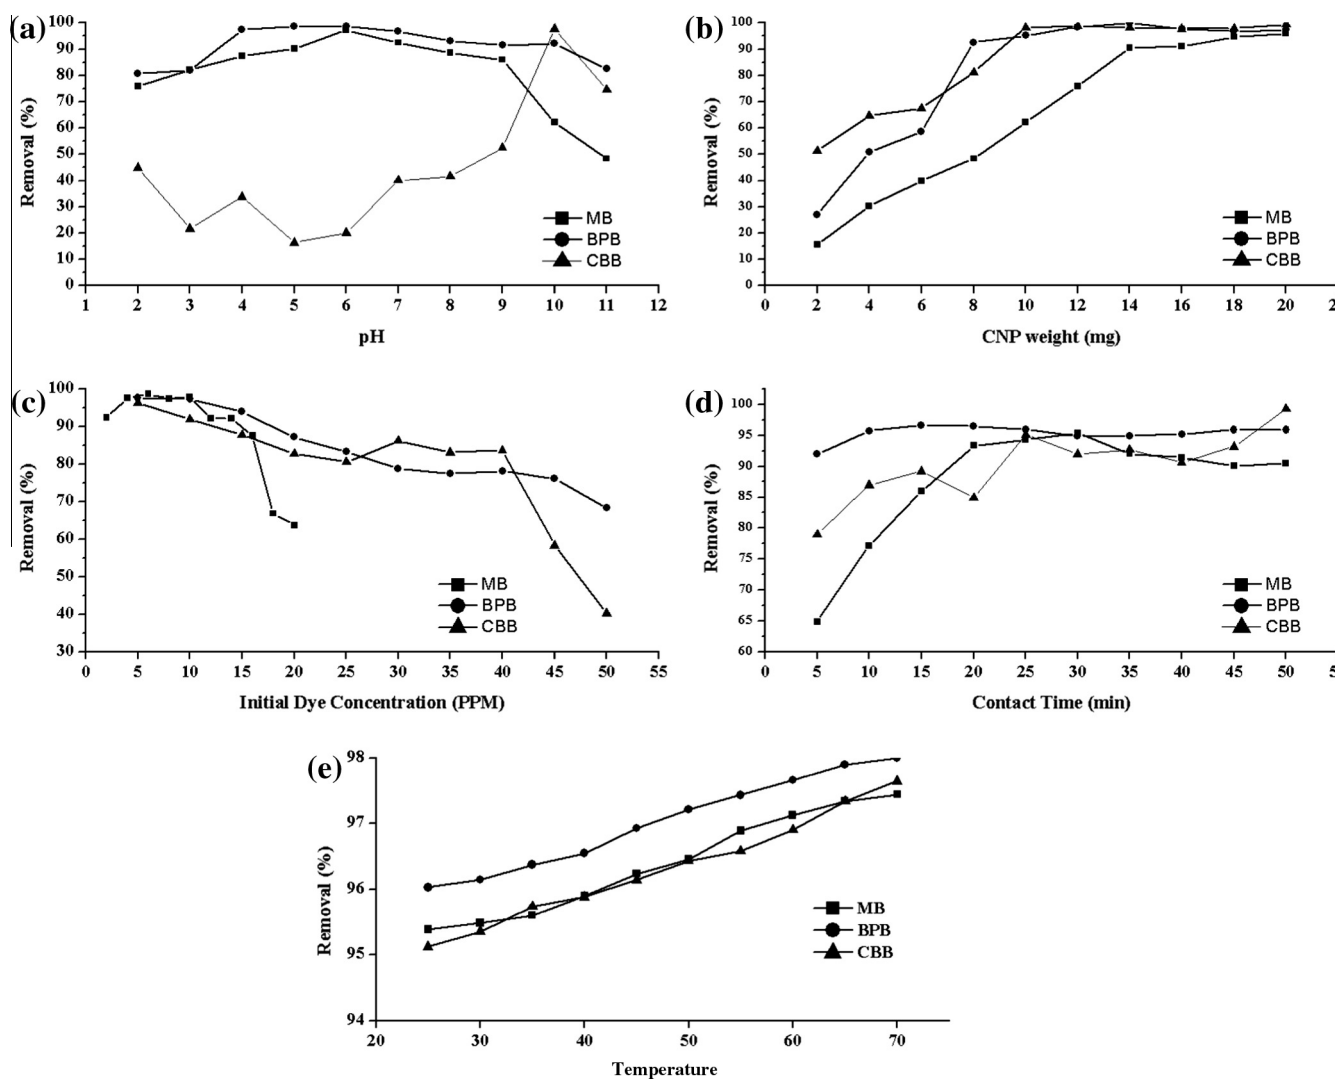 (a)
100
90
80
70
60
50
40
30
20
10
0
Removal (%)
MB
BPB
CBB
1 2 3 4 5 6 7 8 9 10 11 12
pH
(b)
100
90
80
70
60
50
40
30
20
10
0
Removal (%)
MB
BPB
CBB
0 2 4 6 8 10 12 14 16 18 20
CNP weight (mg)
(c)
100
90
80
70
60
50
40
30
Removal (%)
MB
BPB
CBB
0 5 10 15 20 25 30 35 40 45 50 55
Initial Dye Concentration (PPM)
(d)
100
95
90
85
80
75
70
65
60
Removal (%)
MB
BPB
CBB
0 5 10 15 20 25 30 35 40 45 50
Contact Time (min)
(e)
98
97
96
95
94
Removal (%)
MB
BPB
CBB
20 30 40 50 60 70
Temperature